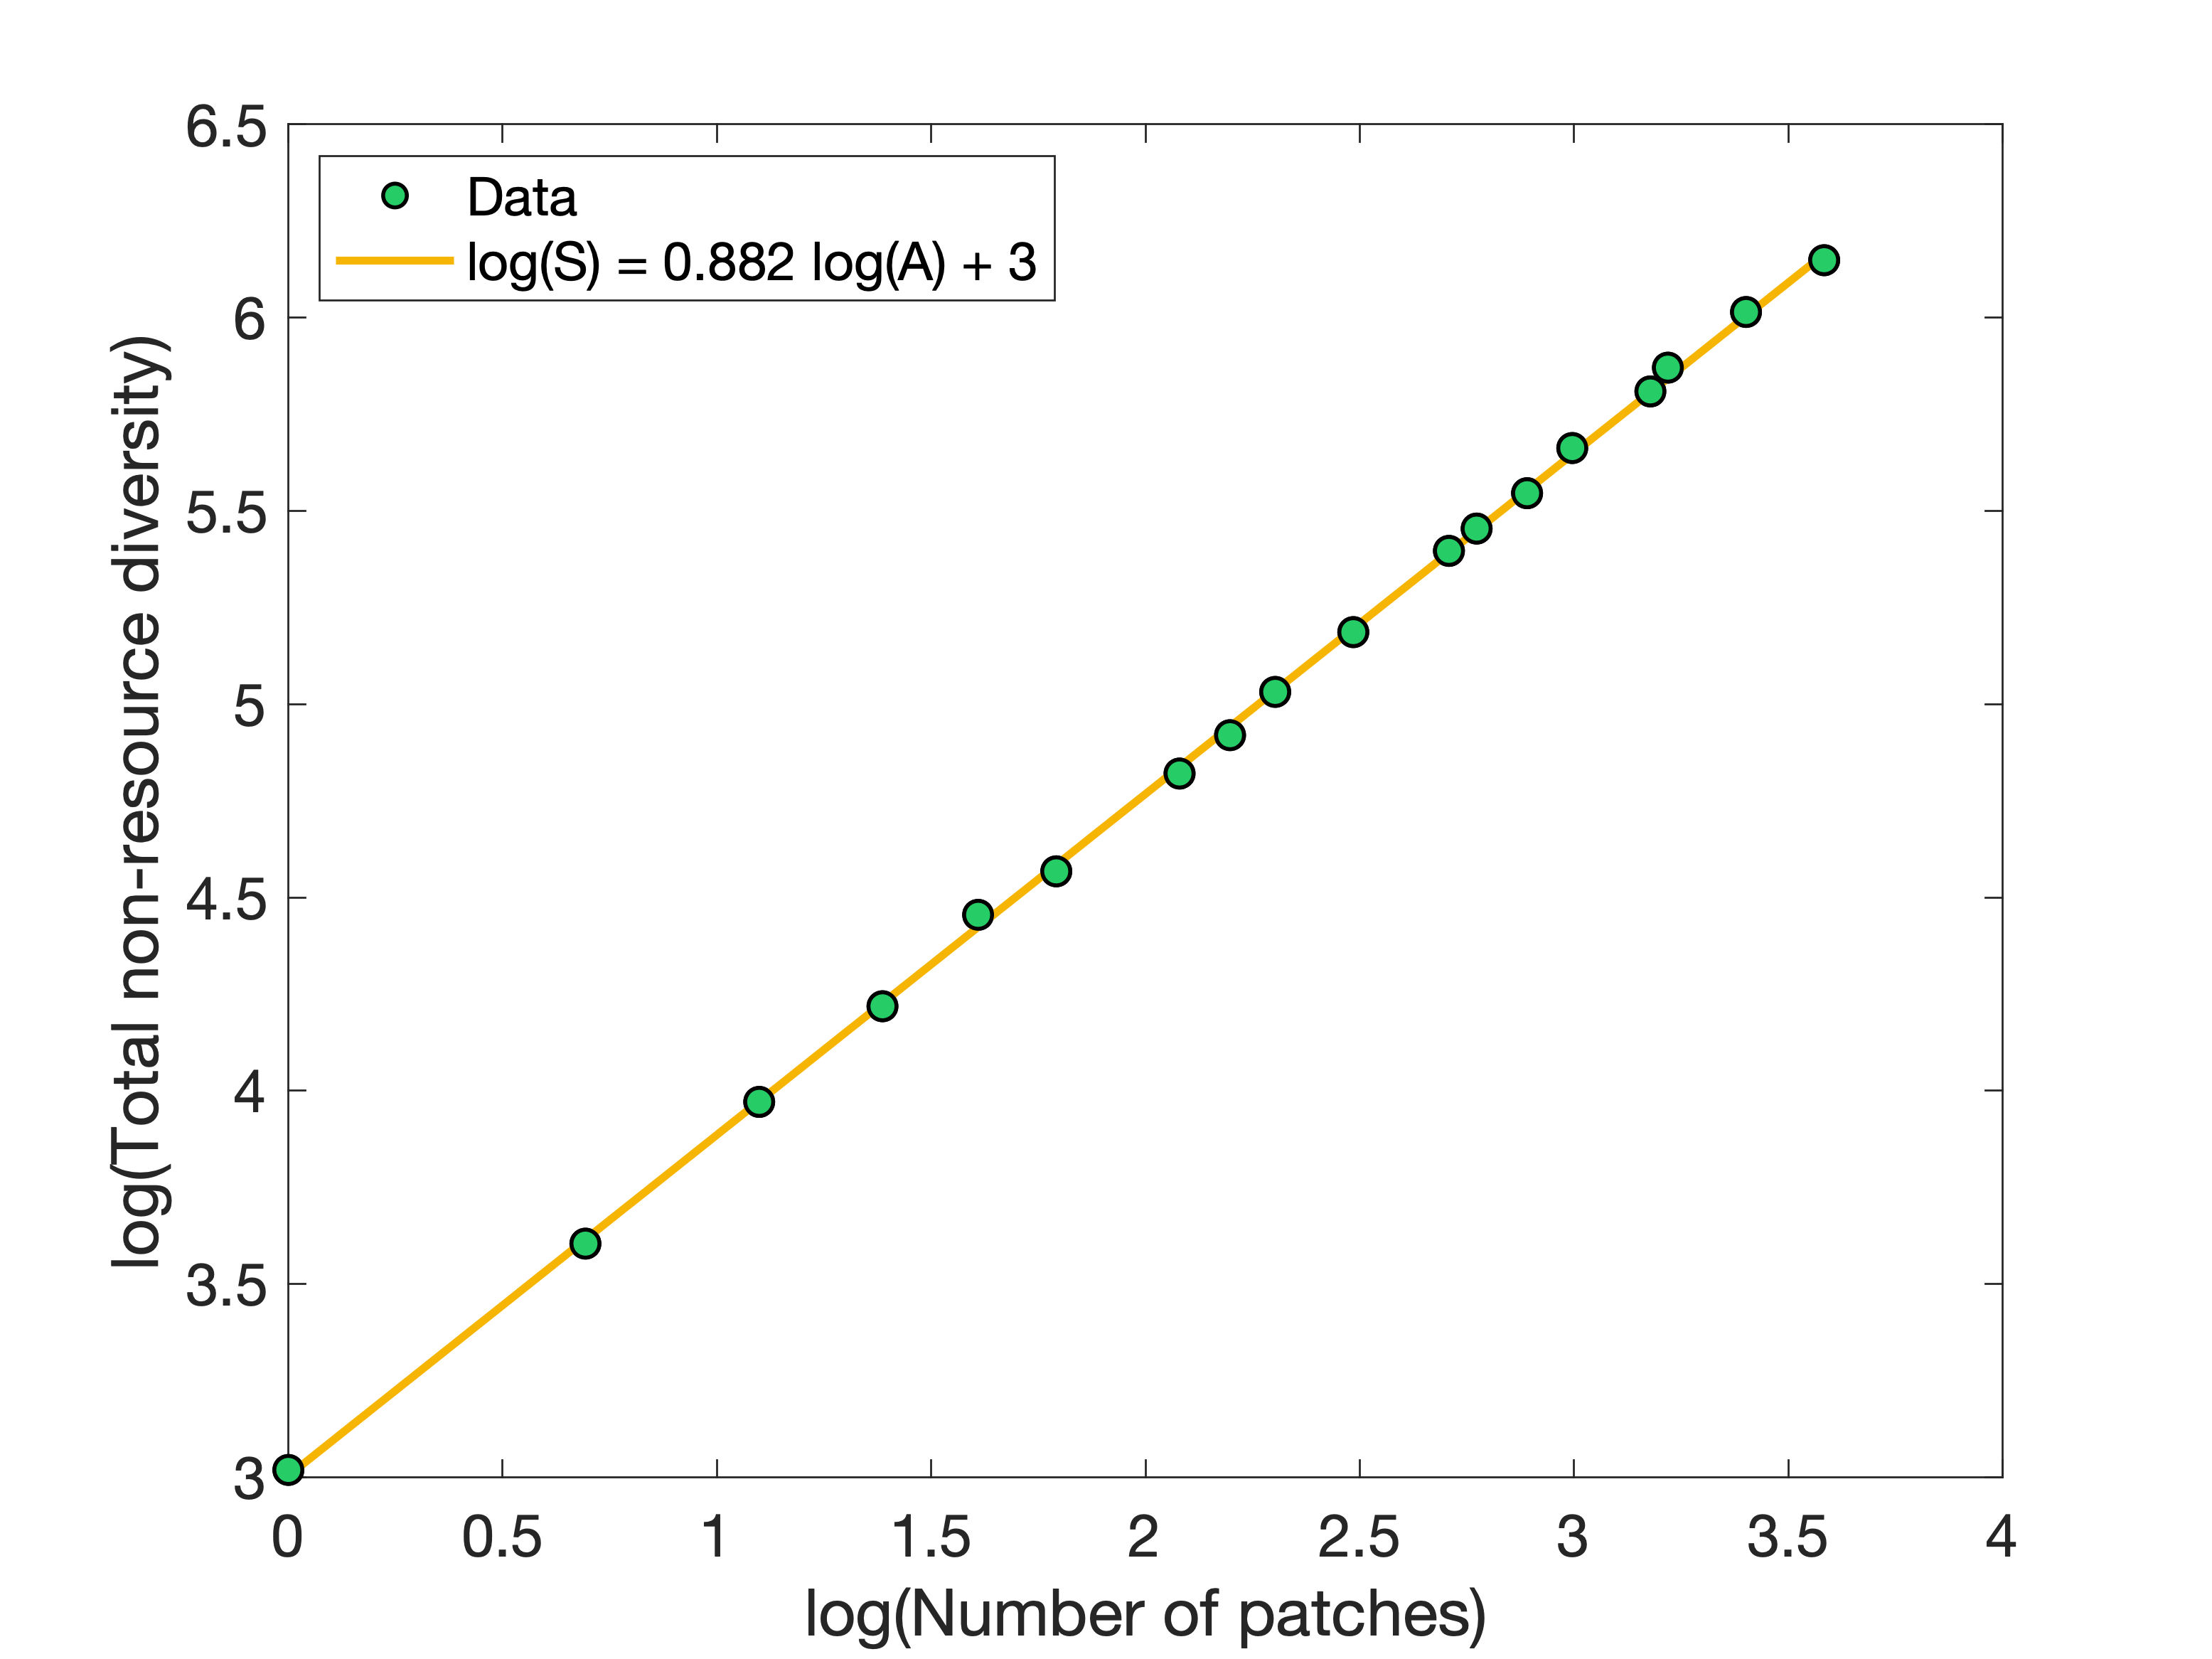 Data
log(S) = 0.882 log(A) + 3
6.5
6
5.5
5
4.5
4
3.5
3
log(Total non-resource diversity)
0 0.5 1 1.5 2 2.5 3 3.5 4
log(Number of patches)